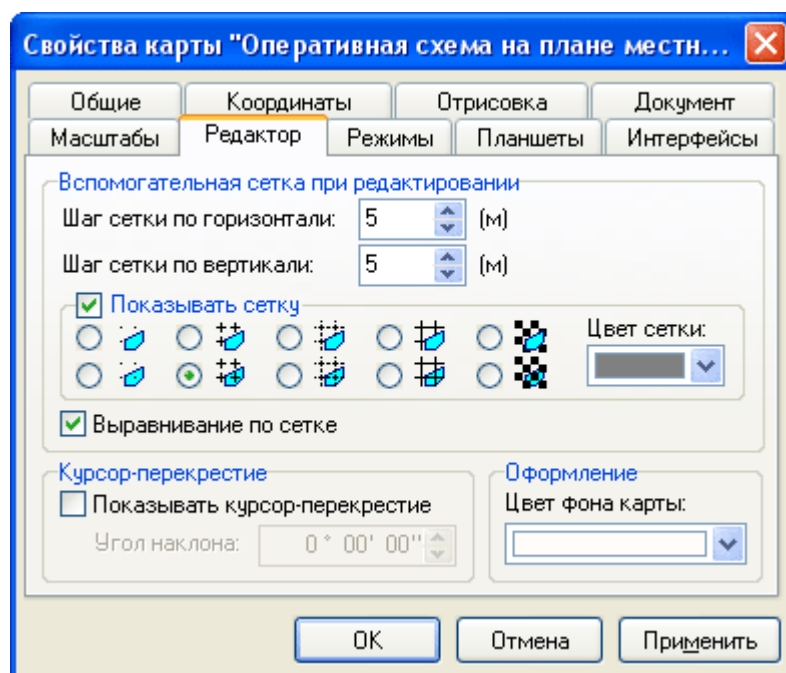 Свойства карты "Оперативная схема на плане местн...
Общие Координаты Отрисовка Документ
Масштабы Редактор Режимы Планшеты Интерфейсы
Вспомогательная сетка при редактировании
Шаг сетки по горизонтали: 5 (м)
Шаг сетки по вертикали: 5 (м)
Показывать сетку
Цвет сетки:
Выравнивание по сетке
Курсор-перекрестие
Показывать курсор-перекрестие
Угол наклона: 0 ° 00' 00"
Оформление
Цвет фона карты:
OK Отмена Применить